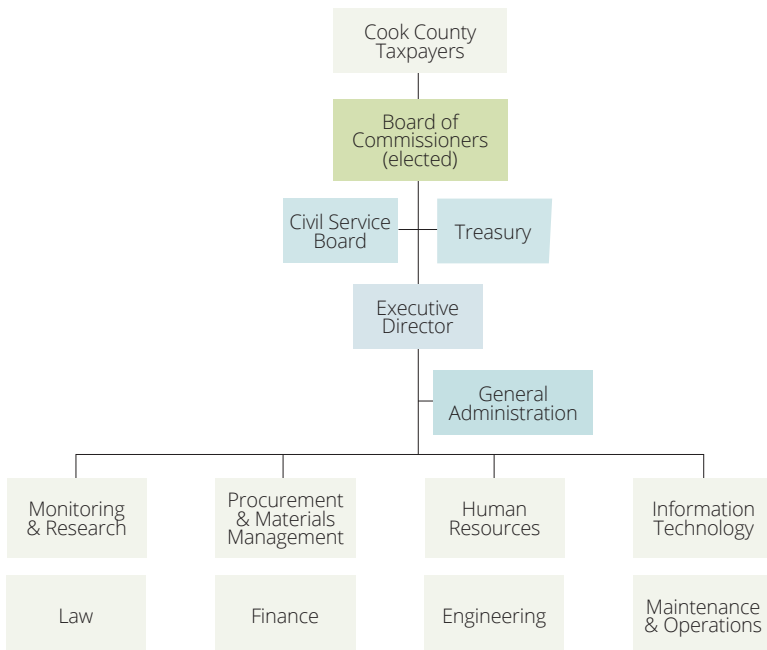 Cook County
Taxpayers
Board of
Commissioners
(elected)
Civil Service
Board
Treasury
Executive
Director
General
Administration
Monitoring
& Research
Procurement
& Materials
Management
Human
Resources
Information
Technology
Law
Finance
Engineering
Maintenance
& Operations